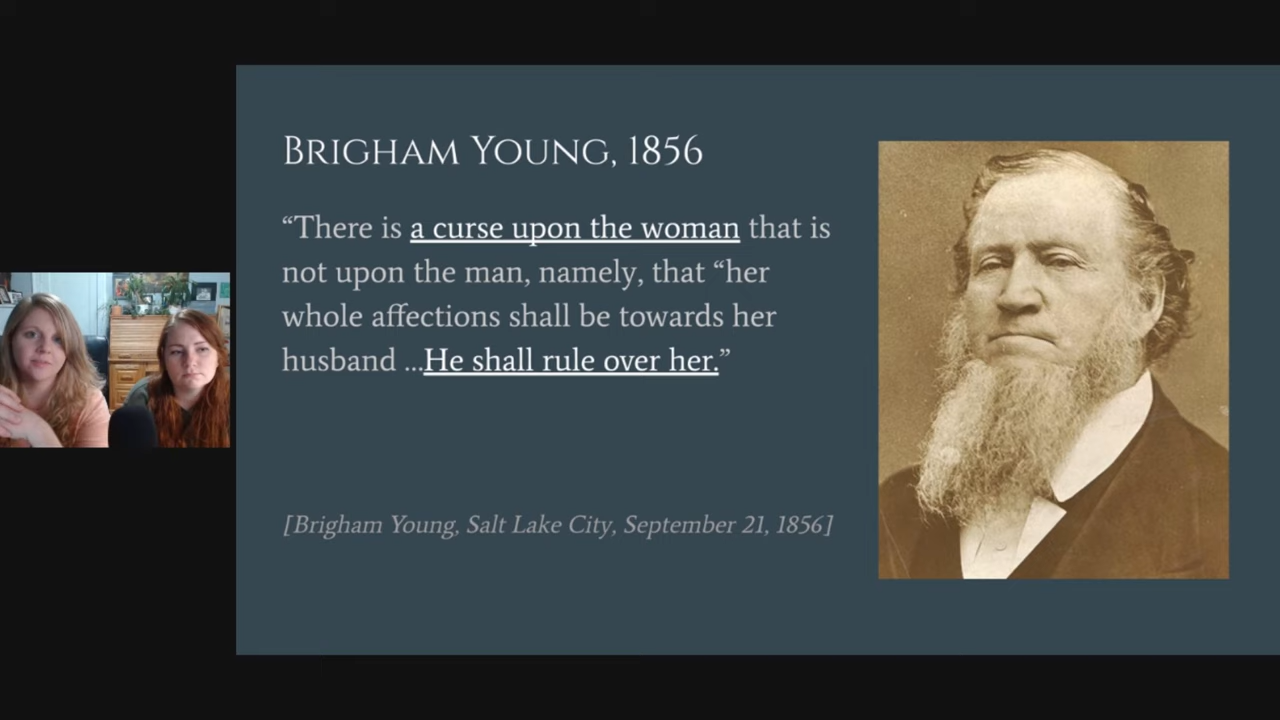 Brigham Young, 1856
“There is a curse upon the woman that is
not upon the man, namely, that “her
whole affections shall be towards her
husband ...He shall rule over her.”
[Brigham Young, Salt Lake City, September 21, 1856]